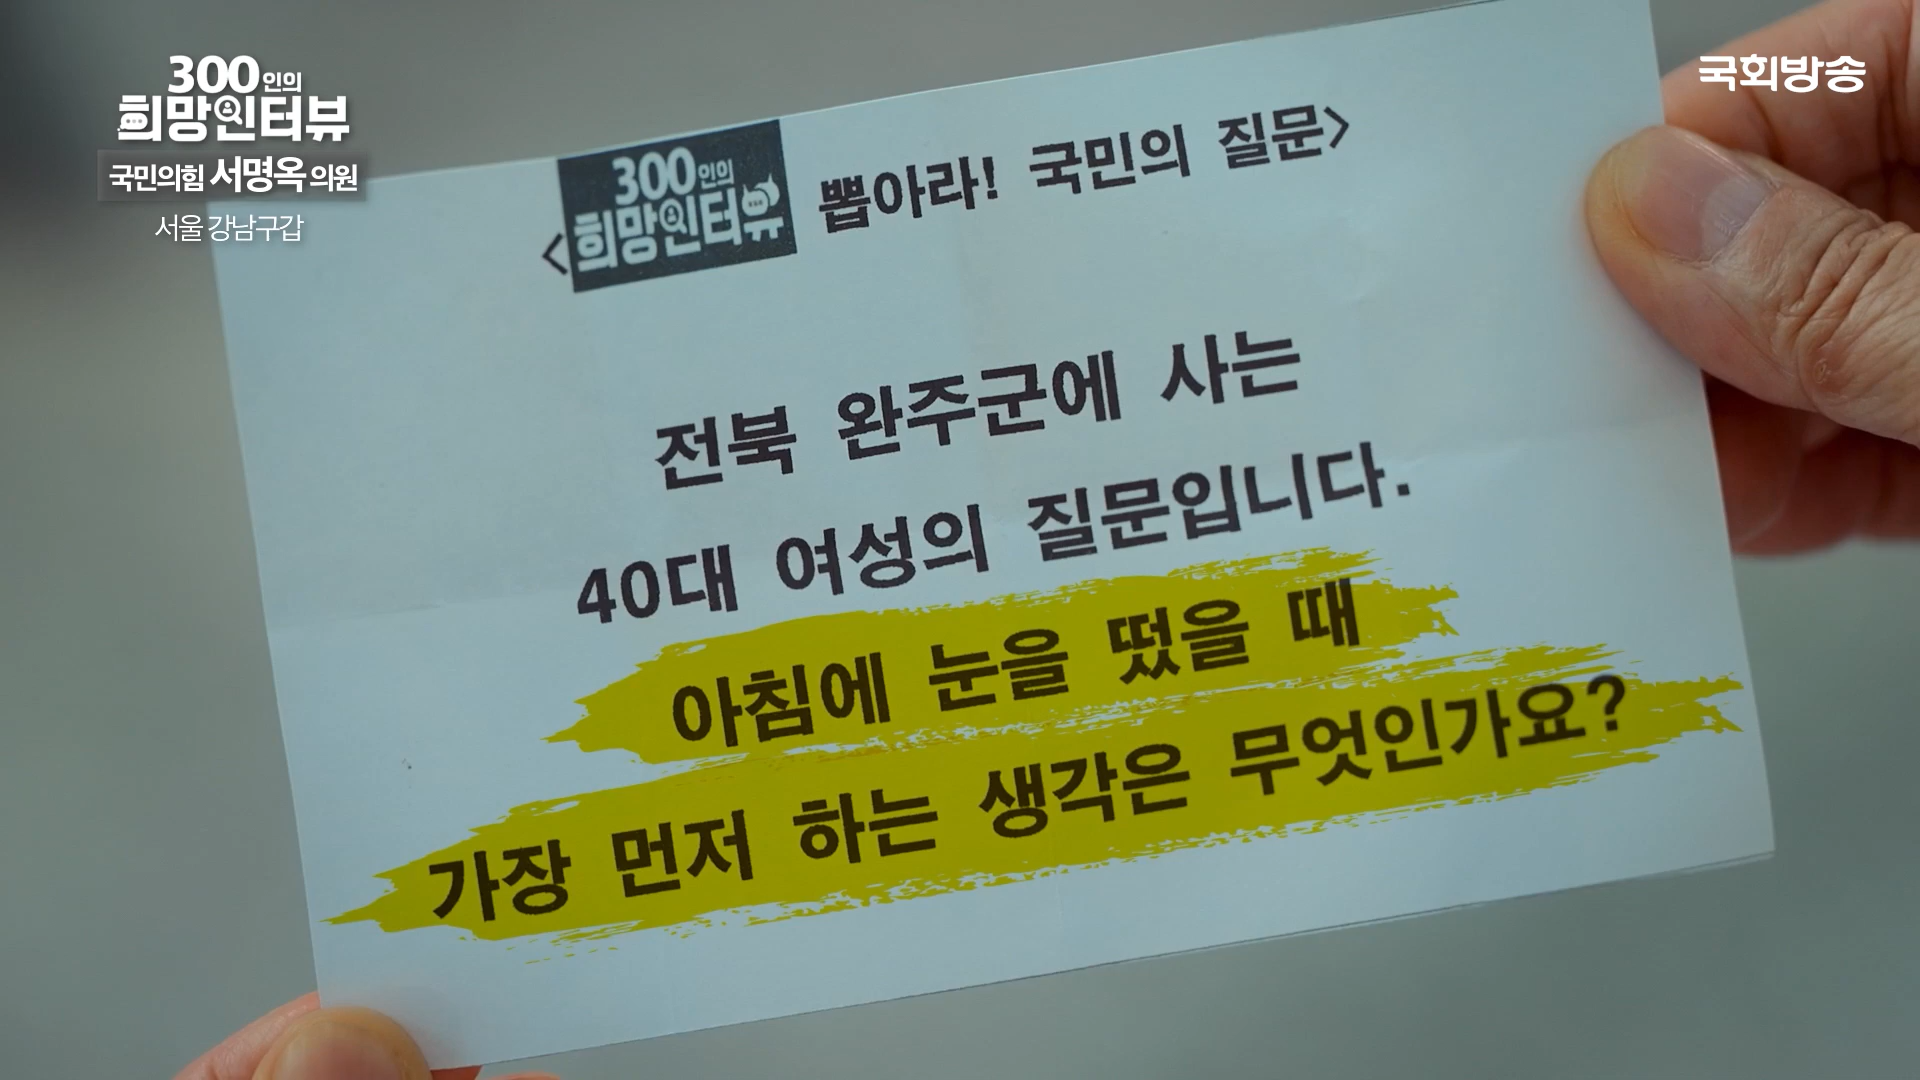 300인의
희망인터뷰
국민의힘 서명옥 의원
서울 강남구갑
국회방송
<300인의 희망인터뷰 뽑아라! 국민의 질문>
전북 완주군에 사는
40대 여성의 질문입니다.
아침에 눈을 떴을 때
가장 먼저 하는 생각은 무엇인가요?